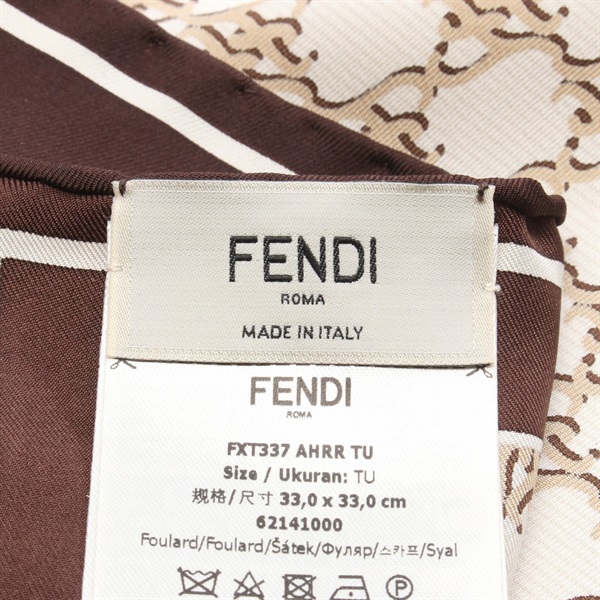 FENDI
ROMA
MADE IN ITALY
FENDI
ROMA
FXT337 AHRR TU
Size / Ukuran: TU
规格/尺寸 33,0 x 33,0 cm
62141000
Foulard/Foulard/Šátek/Фуляр/스카프/Syal